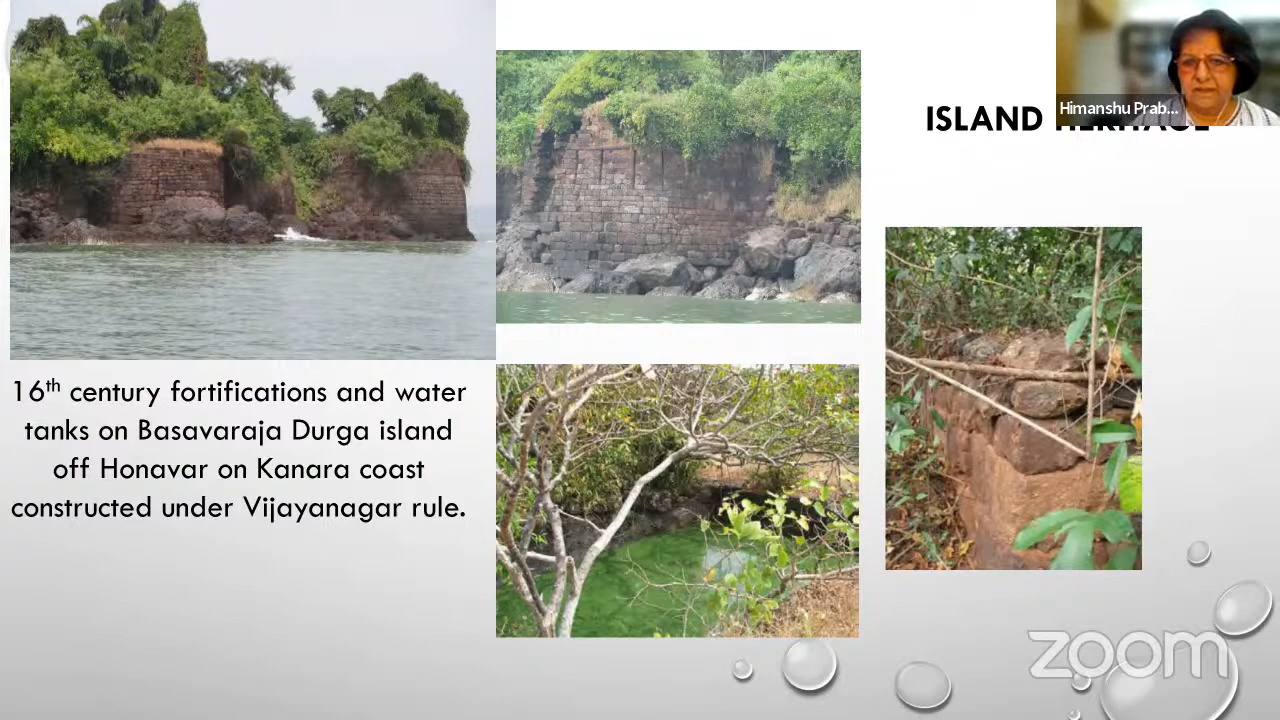 Himanshu Prab...
ISLAND HERITAGE
16th century fortifications and water
tanks on Basavaraja Durga island
off Honavar on Kanara coast
constructed under Vijayanagar rule.
zoom